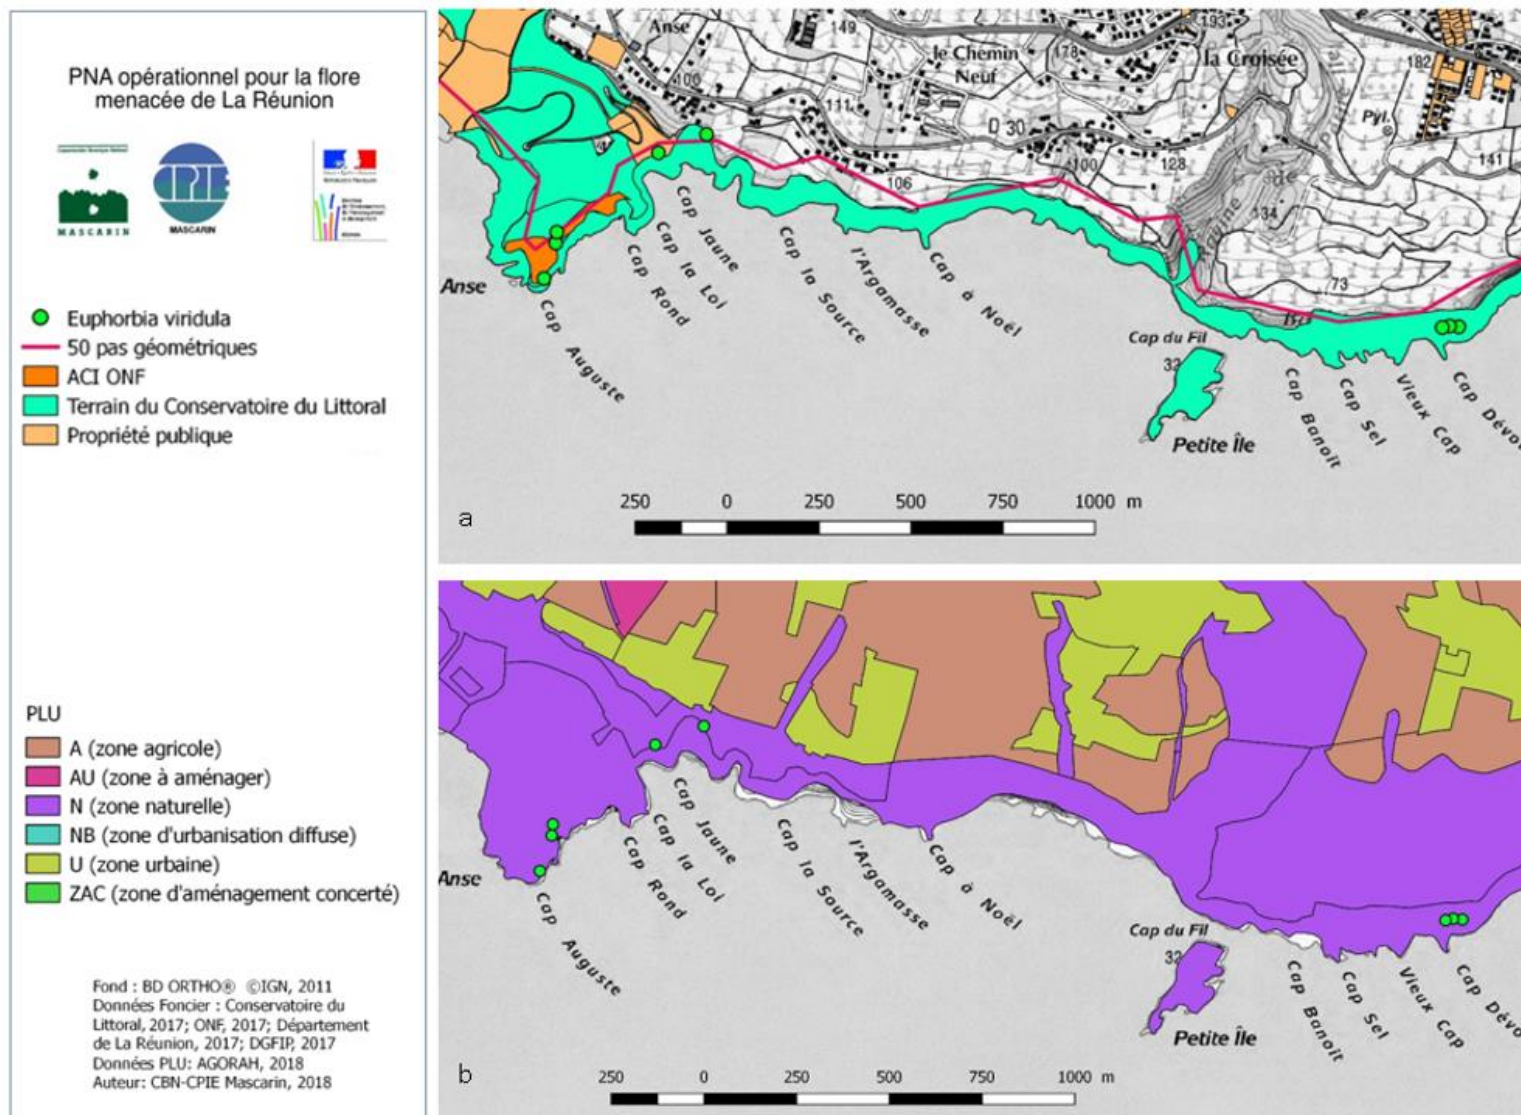 PNA opérationnel pour la flore
menacée de La Réunion
MASCARIN
CPIE
MASCARIN
Euphorbia viridula
50 pas géométriques
ACI ONF
Terrain du Conservatoire du Littoral
Propriété publique
PLU
A (zone agricole)
AU (zone à aménager)
N (zone naturelle)
NB (zone d'urbanisation diffuse)
U (zone urbaine)
ZAC (zone d'aménagement concerté)
Fond : BD ORTHO® ©IGN, 2011
Données Foncier : Conservatoire du
Littoral, 2017; ONF, 2017; Département
de La Réunion, 2017; DGFIP, 2017
Données PLU: AGORAH, 2018
Auteur: CBN-CPIE Mascarin, 2018
Anse
149
le Chemin
Neuf
178
193
la Croisée
182
100
111
D 30
Pyl.
106
100
128
141
134
73
Anse
Cap Auguste
Cap Rond
Cap la Loi
Cap Jaune
Cap la Source
l'Argamasse
Cap à Noël
Cap du Fil
32
Petite Île
Cap Banoit
Cap Sel
Vieux Cap
Cap Dévo
a
250 0 250 500 750 1000 m
Anse
Cap Auguste
Cap Rond
Cap la Loi
Cap Jaune
Cap la Source
l'Argamasse
Cap à Noël
Cap du Fil
32
Petite Île
Cap Banoit
Cap Sel
Vieux Cap
Cap Dévo
b
250 0 250 500 750 1000 m